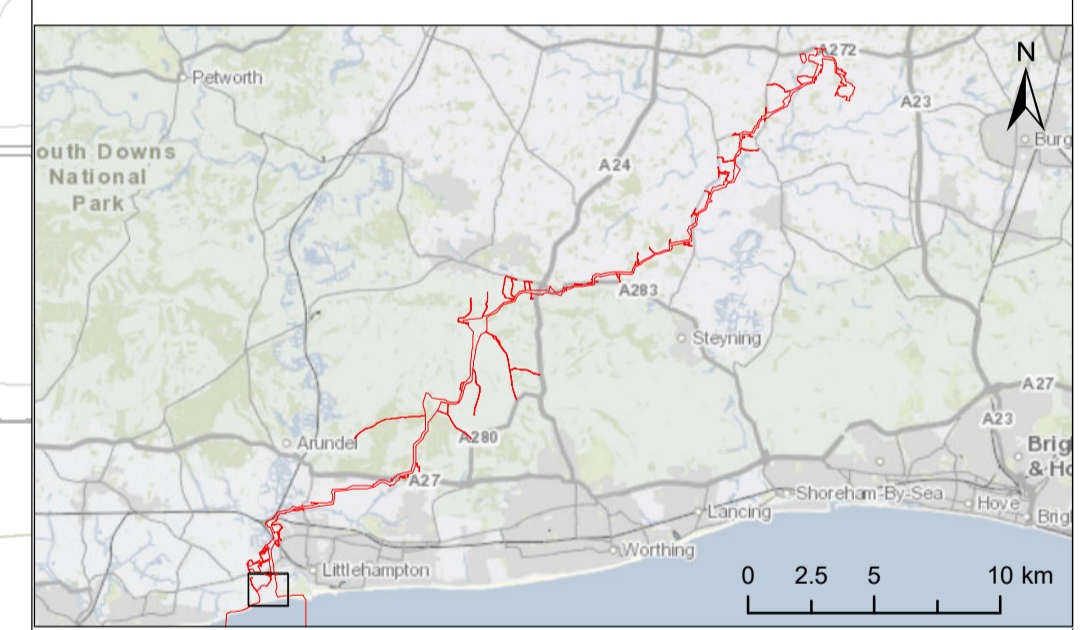 A272
N
Petworth
A23
Burg
outh Downs
National
Park
A24
A283
Steyning
A27
A23
Arundel
A280
Brig
& Ho
A27
Shoreham-By-Sea
Hove
Lancing
Brig
Worthing
Littlehampton
0 2.5 5 10 km